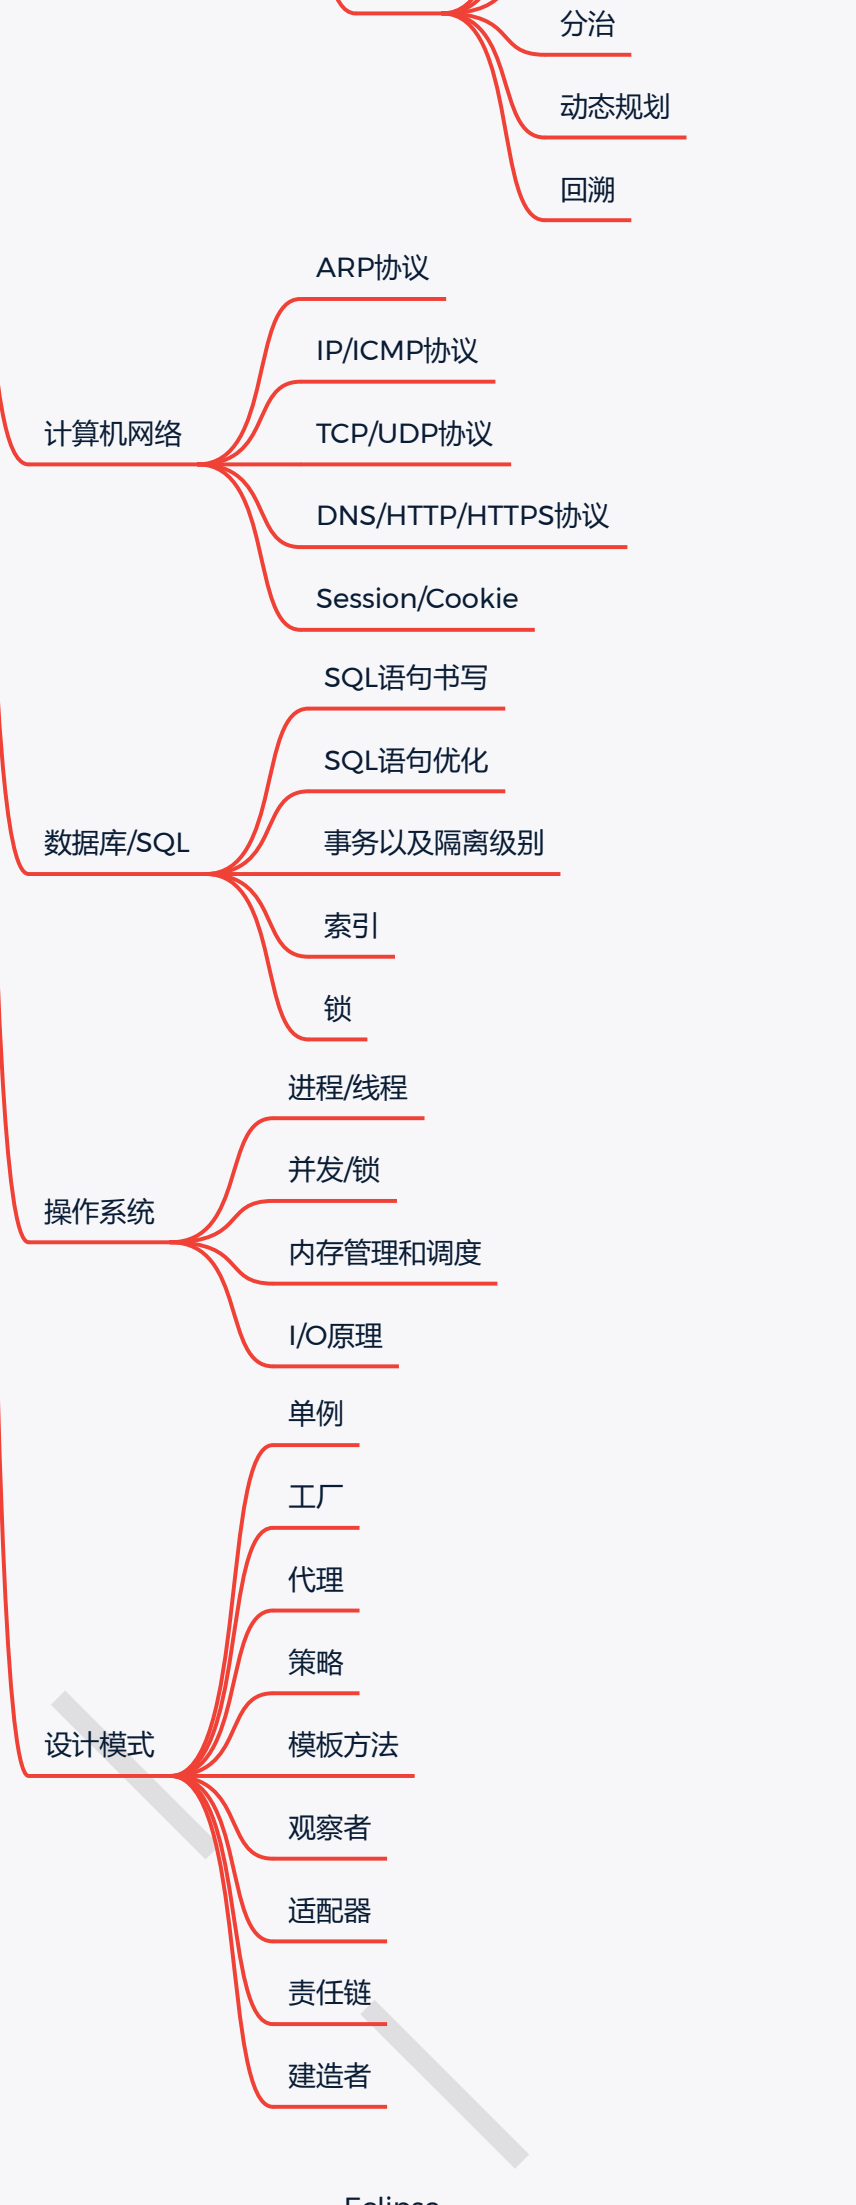 分治
动态规划
回溯
计算机网络
ARP协议
IP/ICMP协议
TCP/UDP协议
DNS/HTTP/HTTPS协议
Session/Cookie
数据库/SQL
SQL语句书写
SQL语句优化
事务以及隔离级别
索引
锁
操作系统
进程/线程
并发/锁
内存管理和调度
I/O原理
设计模式
单例
工厂
代理
策略
模板方法
观察者
适配器
责任链
建造者
Eclipse